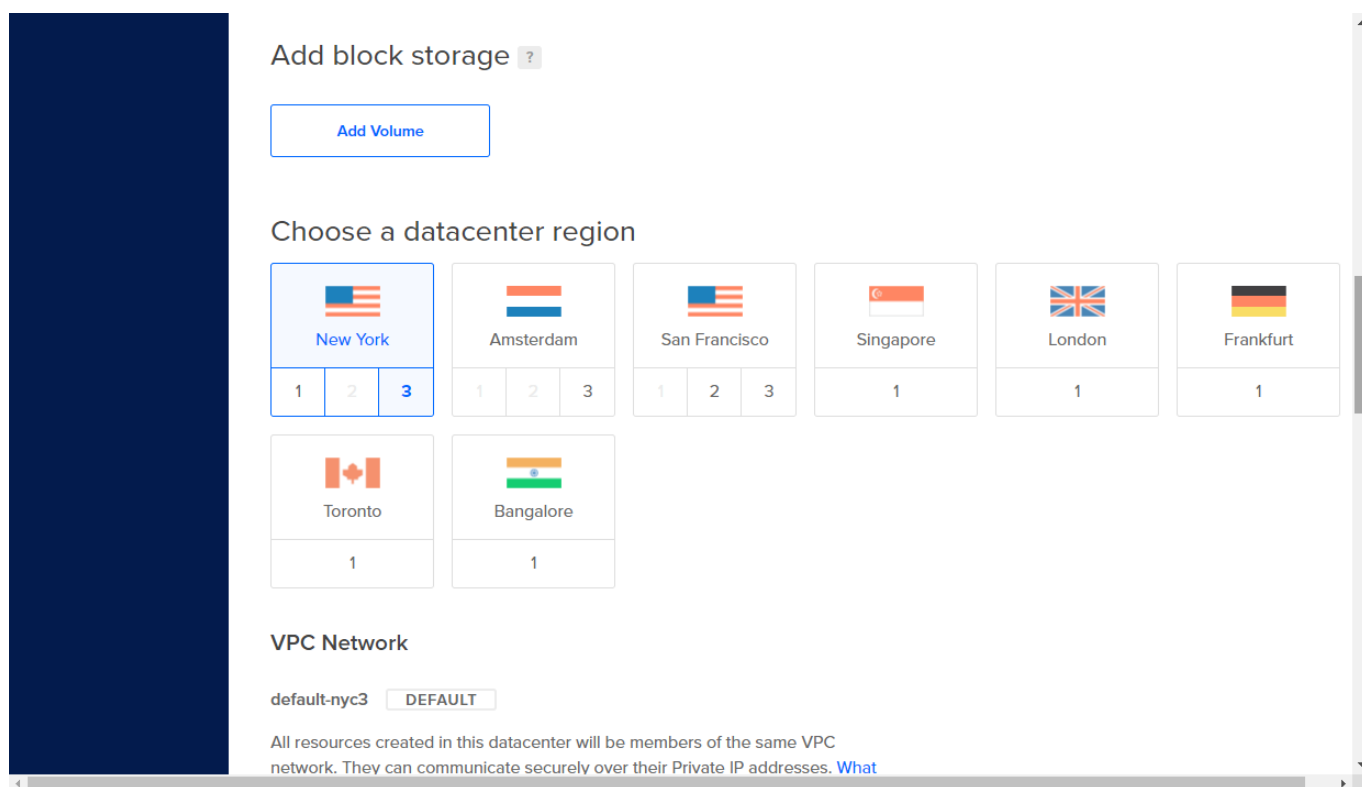 Add block storage ?
Add Volume
Choose a datacenter region
New York
Amsterdam
San Francisco
Singapore
London
Frankfurt
1 2 3
1 2 3
1 2 3
1
1
1
Toronto
Bangalore
1
1
VPC Network
default-nyc3 DEFAULT
All resources created in this datacenter will be members of the same VPC
network. They can communicate securely over their Private IP addresses. What